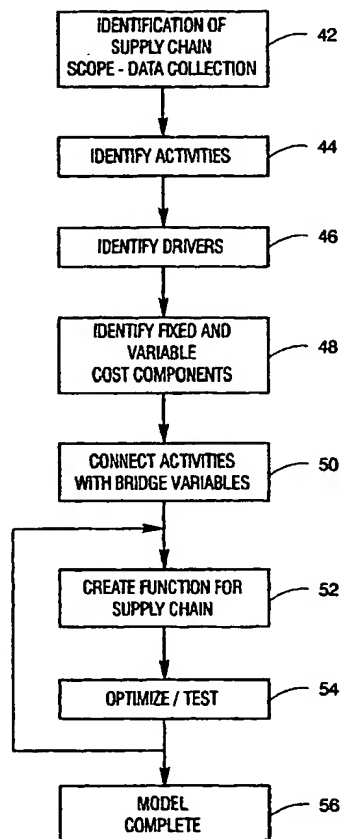 IDENTIFICATION OF
SUPPLY CHAIN
SCOPE - DATA COLLECTION
42
IDENTIFY ACTIVITIES
44
IDENTIFY DRIVERS
46
IDENTIFY FIXED AND
VARIABLE
COST COMPONENTS
48
CONNECT ACTIVITIES
WITH BRIDGE VARIABLES
50
CREATE FUNCTION FOR
SUPPLY CHAIN
52
OPTIMIZE / TEST
54
MODEL
COMPLETE
56